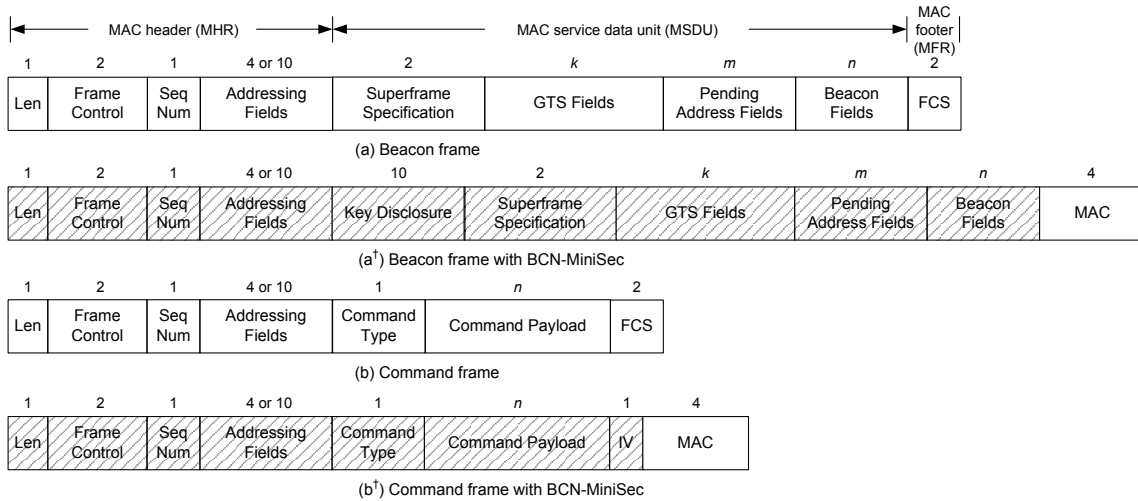 MAC header (MHR) MAC service data unit (MSDU) MAC footer (MFR)
1 2 1 4 or 10 2 k m n 2
Len Frame Control Seq Num Addressing Fields Superframe Specification GTS Fields Pending Address Fields Beacon Fields FCS
(a) Beacon frame
1 2 1 4 or 10 10 2 k m n 4
Len Frame Control Seq Num Addressing Fields Key Disclosure Superframe Specification GTS Fields Pending Address Fields Beacon Fields MAC
(a†) Beacon frame with BCN-MiniSec
1 2 1 4 or 10 1 n 2
Len Frame Control Seq Num Addressing Fields Command Type Command Payload FCS
(b) Command frame
1 2 1 4 or 10 1 n 1 4
Len Frame Control Seq Num Addressing Fields Command Type Command Payload IV MAC
(b†) Command frame with BCN-MiniSec